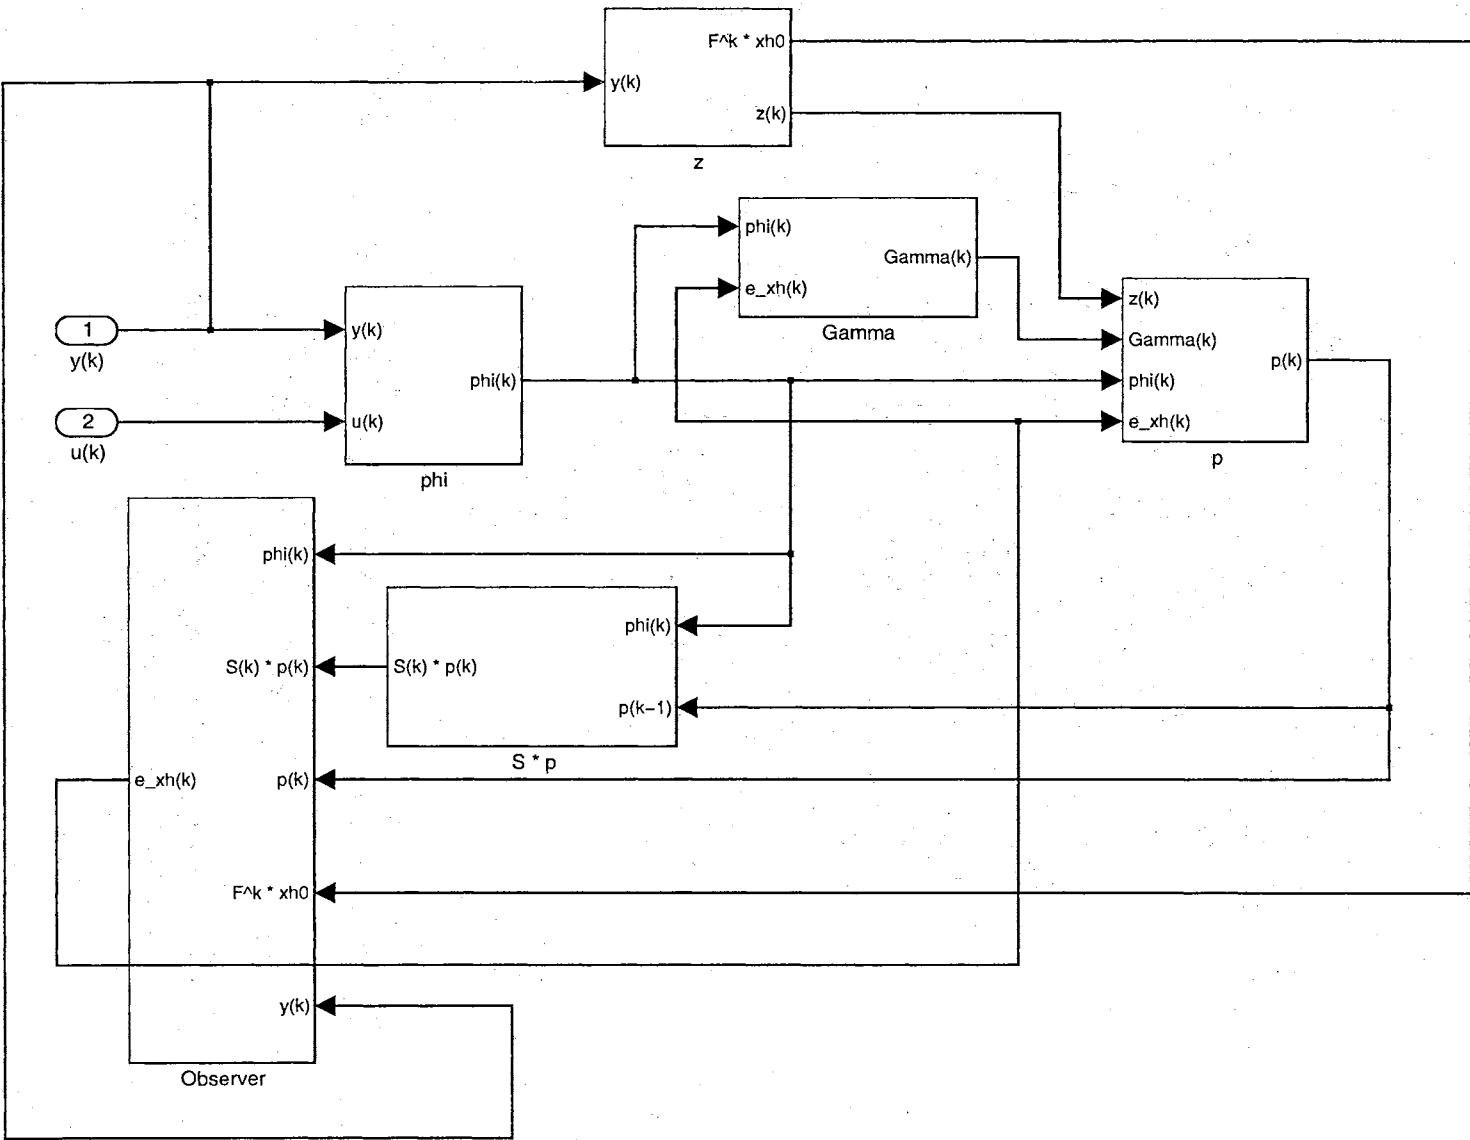 F^k * xh0
y(k)
z(k)
z
phi(k)
Gamma(k)
e_xh(k)
Gamma
z(k)
Gamma(k)
phi(k)
e_xh(k)
p(k)
p
1
y(k)
2
u(k)
y(k)
phi(k)
u(k)
phi
phi(k)
S(k) * p(k)
e_xh(k)
p(k)
F^k * xh0
y(k)
Observer
phi(k)
S(k) * p(k)
p(k−1)
S * p